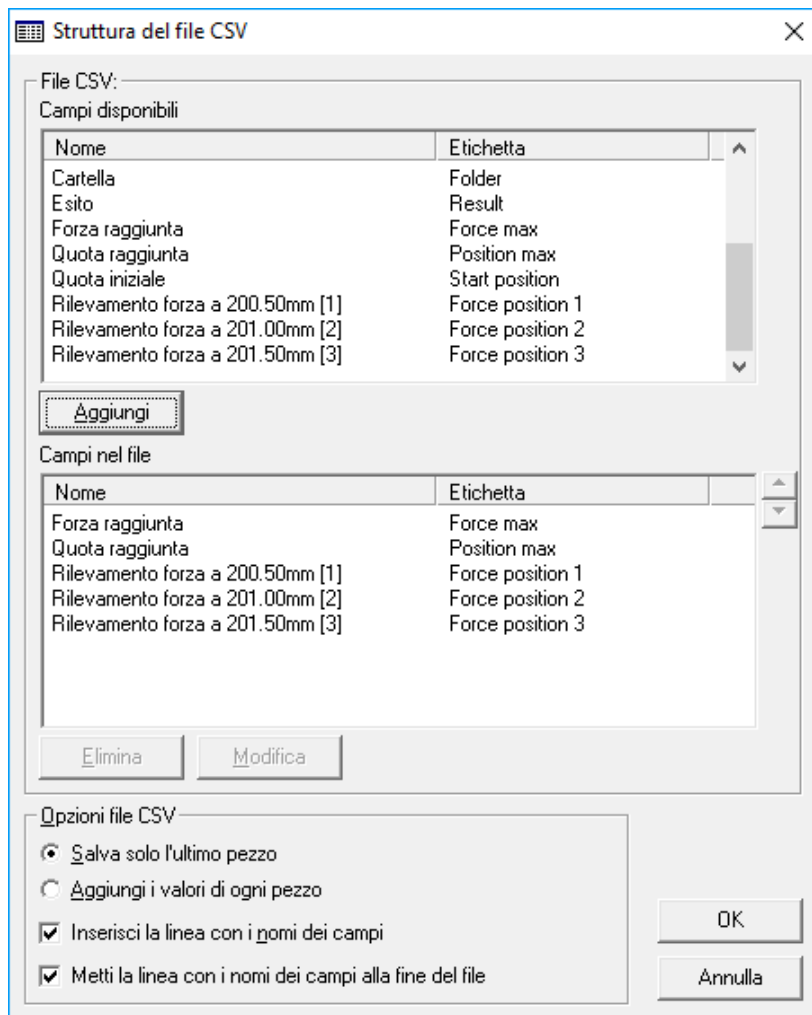 Struttura del file CSV
File CSV:
Campi disponibili
Nome Etichetta
Cartella Folder
Esito Result
Forza raggiunta Force max
Quota raggiunta Position max
Quota iniziale Start position
Rilevamento forza a 200.50mm [1] Force position 1
Rilevamento forza a 201.00mm [2] Force position 2
Rilevamento forza a 201.50mm [3] Force position 3
Aggiungi
Campi nel file
Nome Etichetta
Forza raggiunta Force max
Quota raggiunta Position max
Rilevamento forza a 200.50mm [1] Force position 1
Rilevamento forza a 201.00mm [2] Force position 2
Rilevamento forza a 201.50mm [3] Force position 3
Elimina Modifica
Opzioni file CSV
Salva solo l'ultimo pezzo
Aggiungi i valori di ogni pezzo
Inserisci la linea con i nomi dei campi
Metti la linea con i nomi dei campi alla fine del file
OK
Annulla